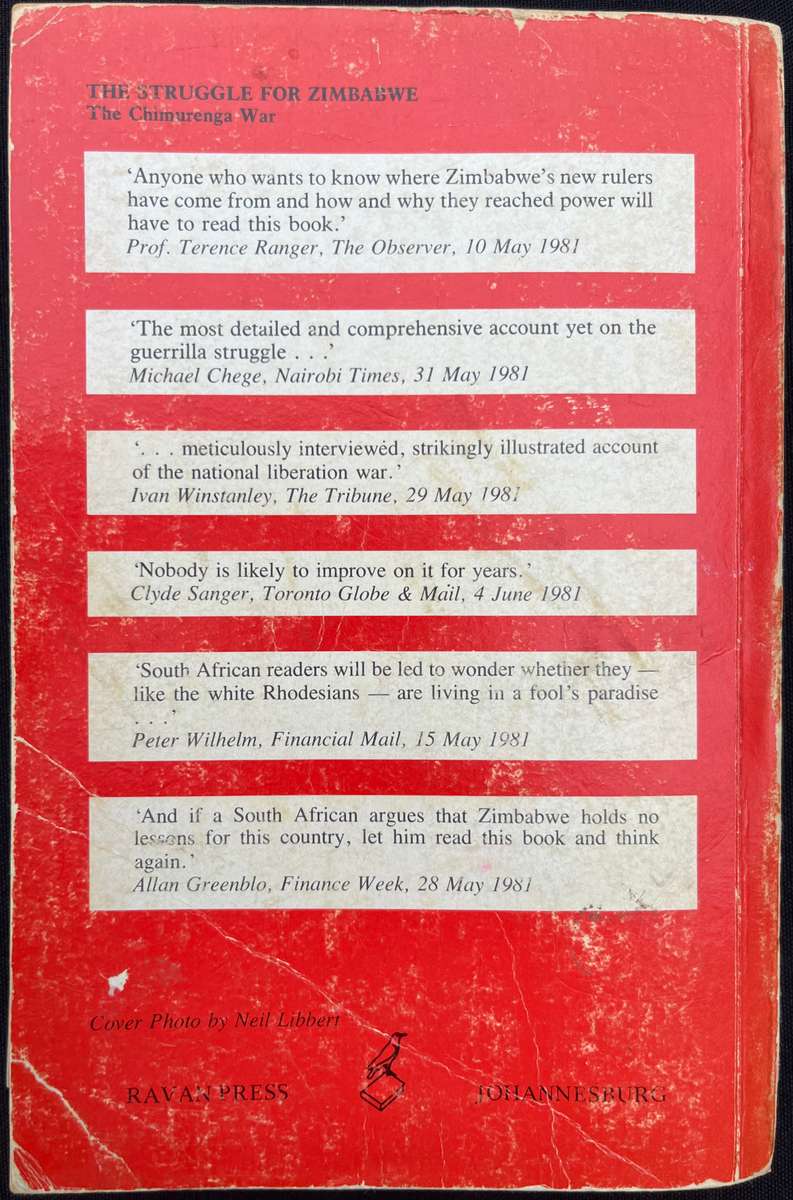 THE STRUGGLE FOR ZIMBABWE
The Chimurenga War
‘Anyone who wants to know where Zimbabwe’s new rulers
have come from and how and why they reached power will
have to read this book.’
Prof. Terence Ranger, The Observer, 10 May 1981
‘The most detailed and comprehensive account yet on the
guerrilla struggle . . .’
Michael Chege, Nairobi Times, 31 May 1981
‘. . . meticulously interviewed, strikingly illustrated account
of the national liberation war.’
Ivan Winstanley, The Tribune, 29 May 1981
‘Nobody is likely to improve on it for years.’
Clyde Sanger, Toronto Globe & Mail, 4 June 1981
‘South African readers will be led to wonder whether they —
like the white Rhodesians — are living in a fool’s paradise
. . .’
Peter Wilhelm, Financial Mail, 15 May 1981
‘And if a South African argues that Zimbabwe holds no
lessons for this country, let him read this book and think
again.’
Allan Greenblo, Finance Week, 28 May 1981
Cover Photo by Neil Libbert
RAVAN PRESS JOHANNESBURG